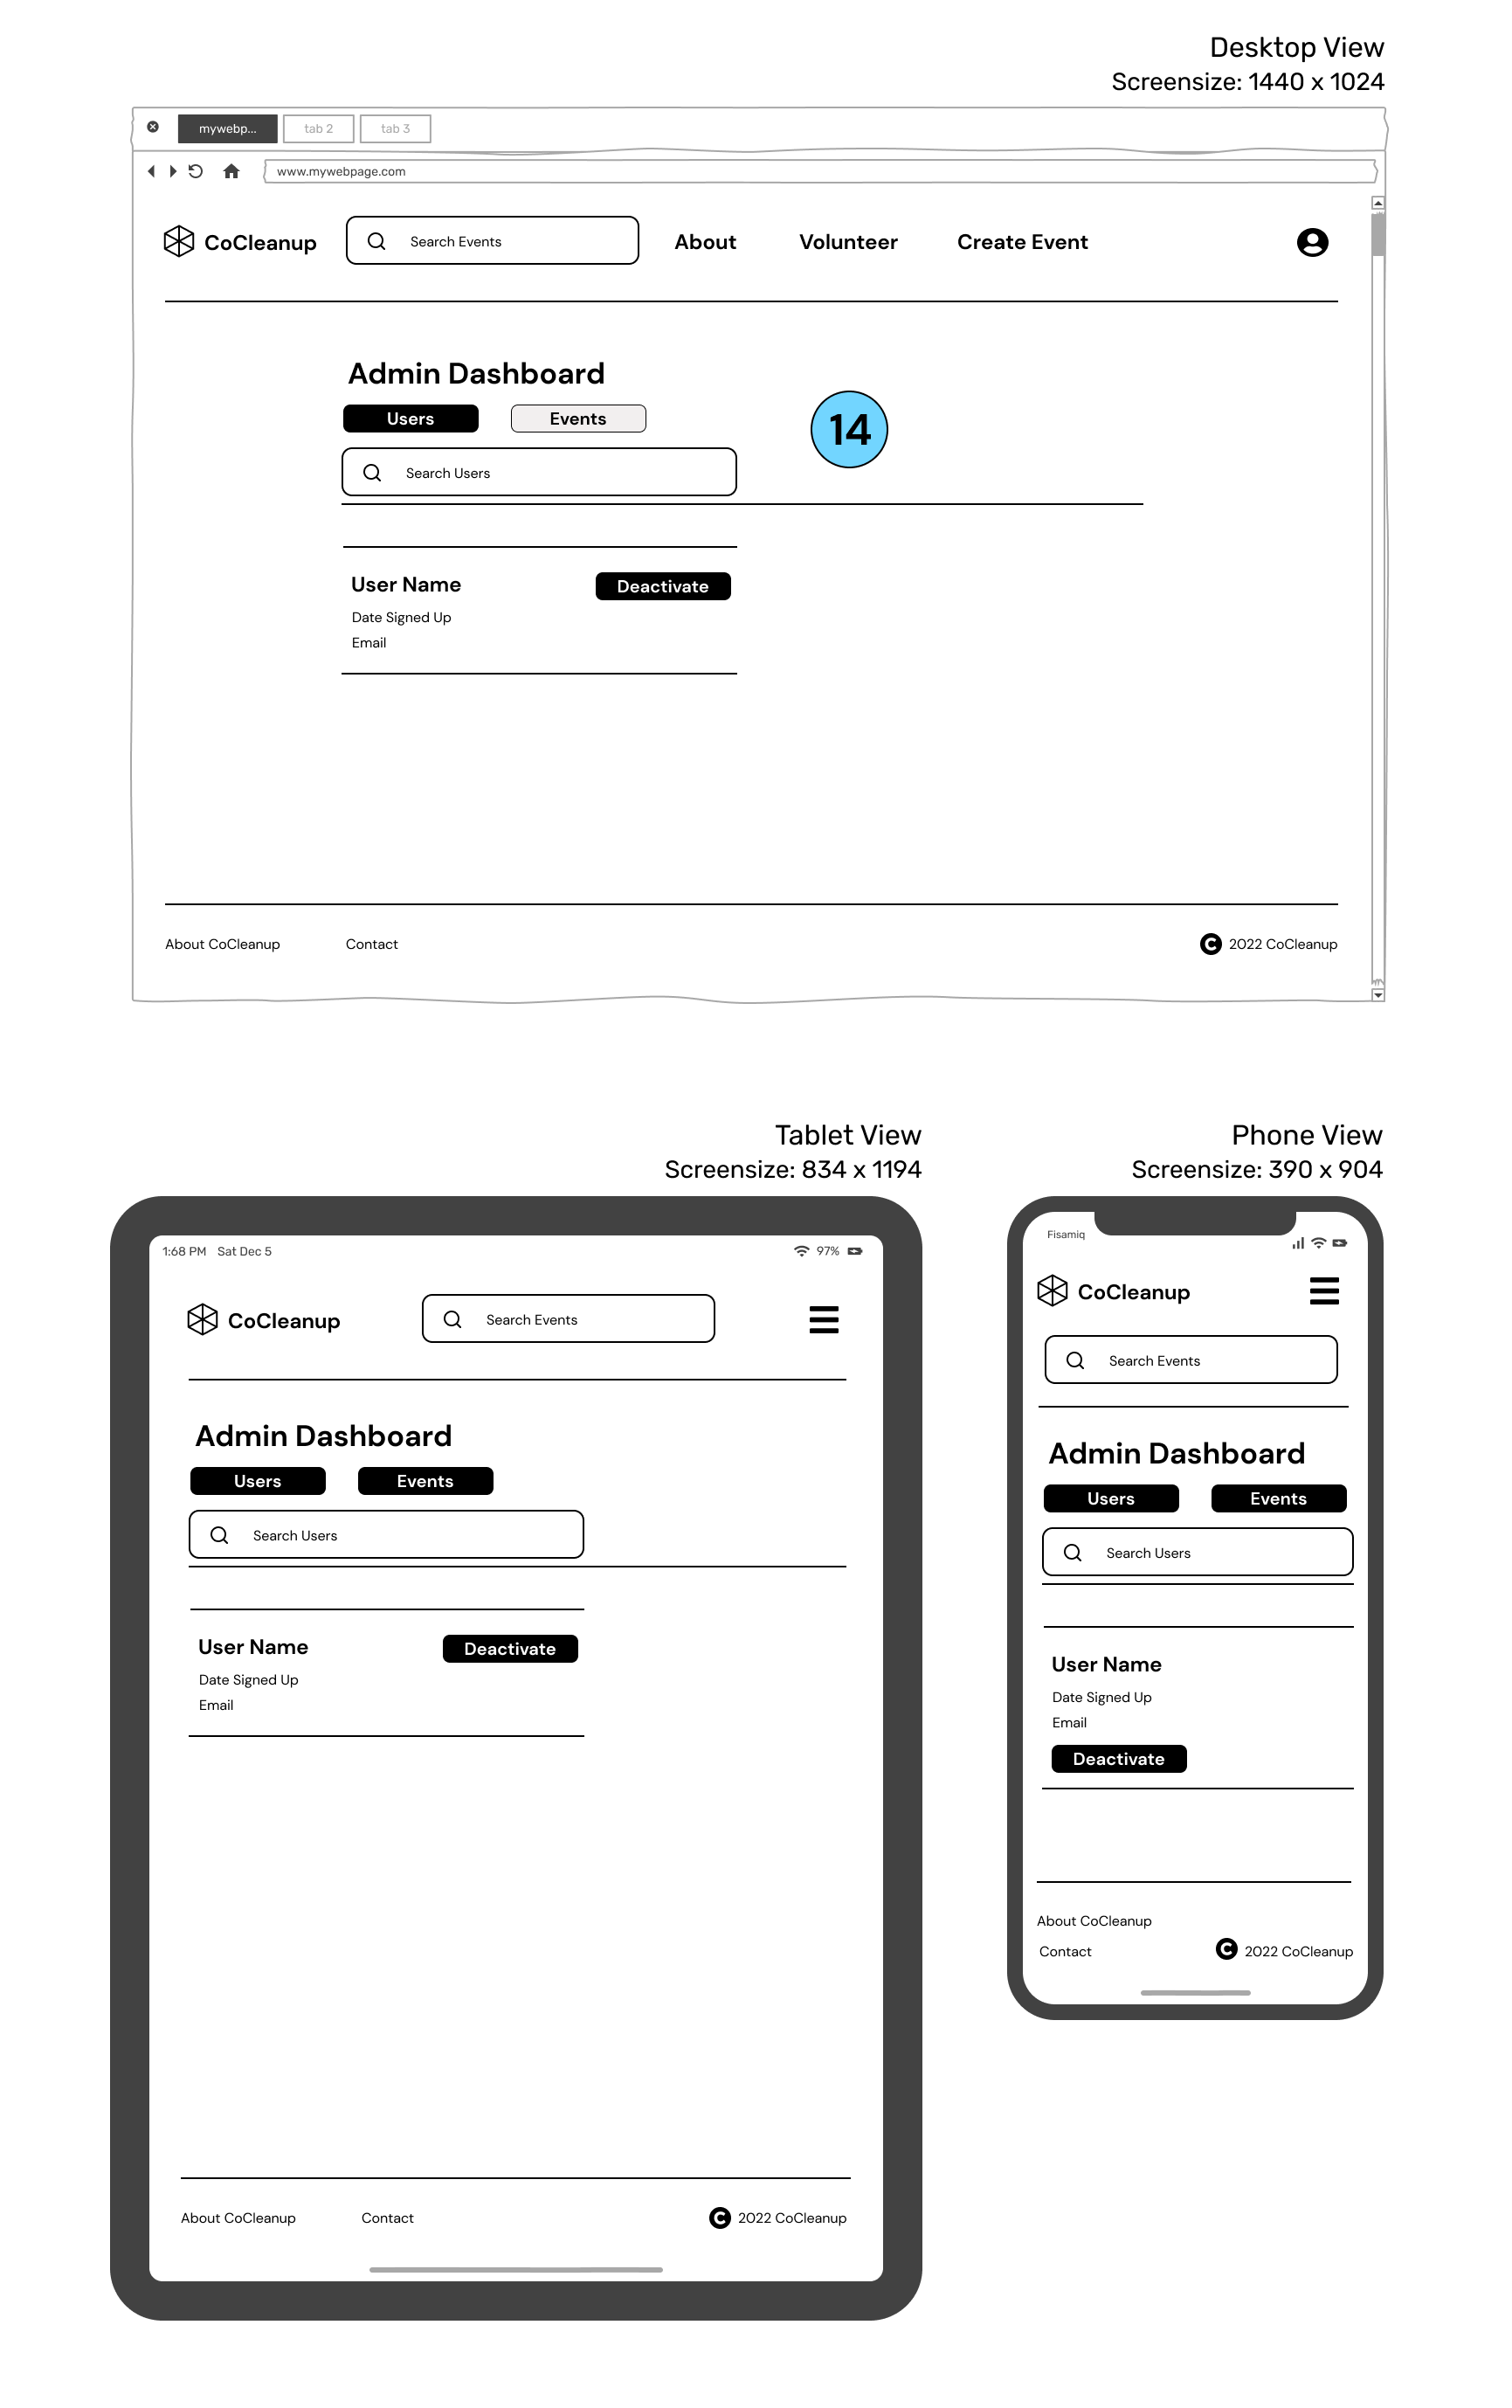 Desktop View
Screensize: 1440 x 1024
mywebp...
tab 2
tab 3
www.mywebpage.com
CoCleanup
Search Events
About
Volunteer
Create Event
Admin Dashboard
Users
Events
14
Search Users
User Name
Deactivate
Date Signed Up
Email
About CoCleanup
Contact
C 2022 CoCleanup
Tablet View
Screensize: 834 x 1194
1:68 PM Sat Dec 5
97%
CoCleanup
Search Events
Admin Dashboard
Users
Events
Search Users
User Name
Deactivate
Date Signed Up
Email
About CoCleanup
Contact
C 2022 CoCleanup
Phone View
Screensize: 390 x 904
Fisamiq
CoCleanup
Search Events
Admin Dashboard
Users
Events
Search Users
User Name
Date Signed Up
Email
Deactivate
About CoCleanup
Contact
C 2022 CoCleanup